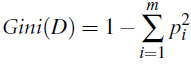 Gini(D) = 1 − ∑_{i=1}^{m} p_i^2